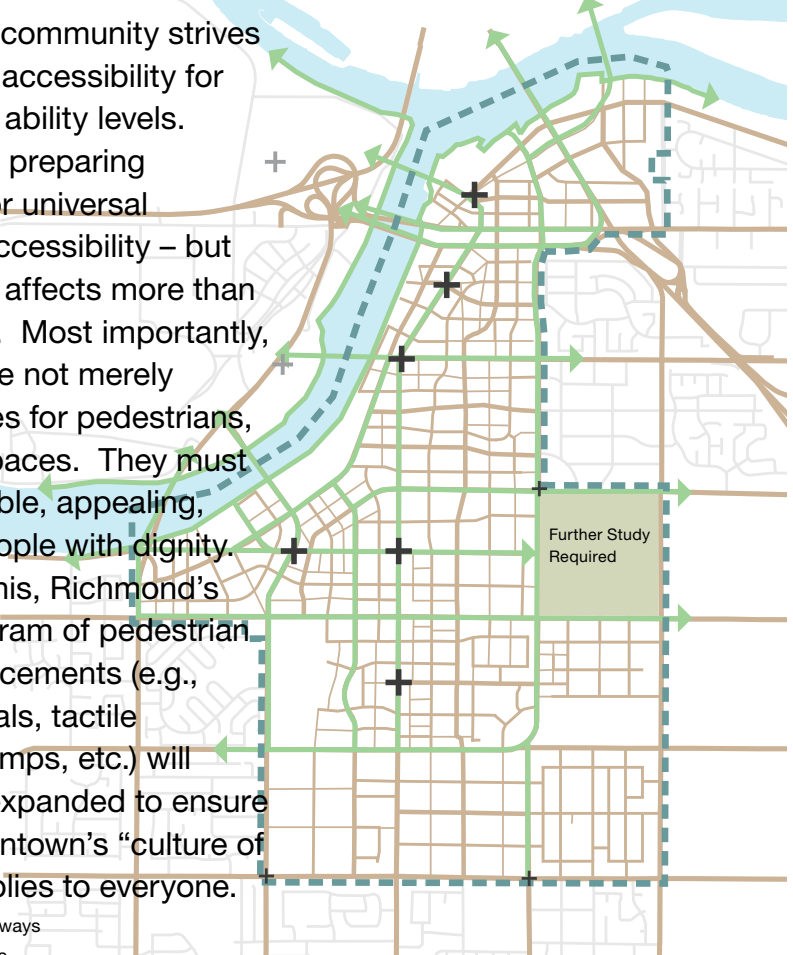 community strives
accessibility for
ability levels.
preparing
r universal
ccessibility – but
affects more than
. Most importantly,
e not merely
es for pedestrians,
paces. They must
ble, appealing,
ople with dignity.
nis, Richmond’s
ram of pedestrian
cements (e.g.,
als, tactile
mps, etc.) will
expanded to ensure
ntown’s “culture of
plies to everyone.
ways
Further Study
Required